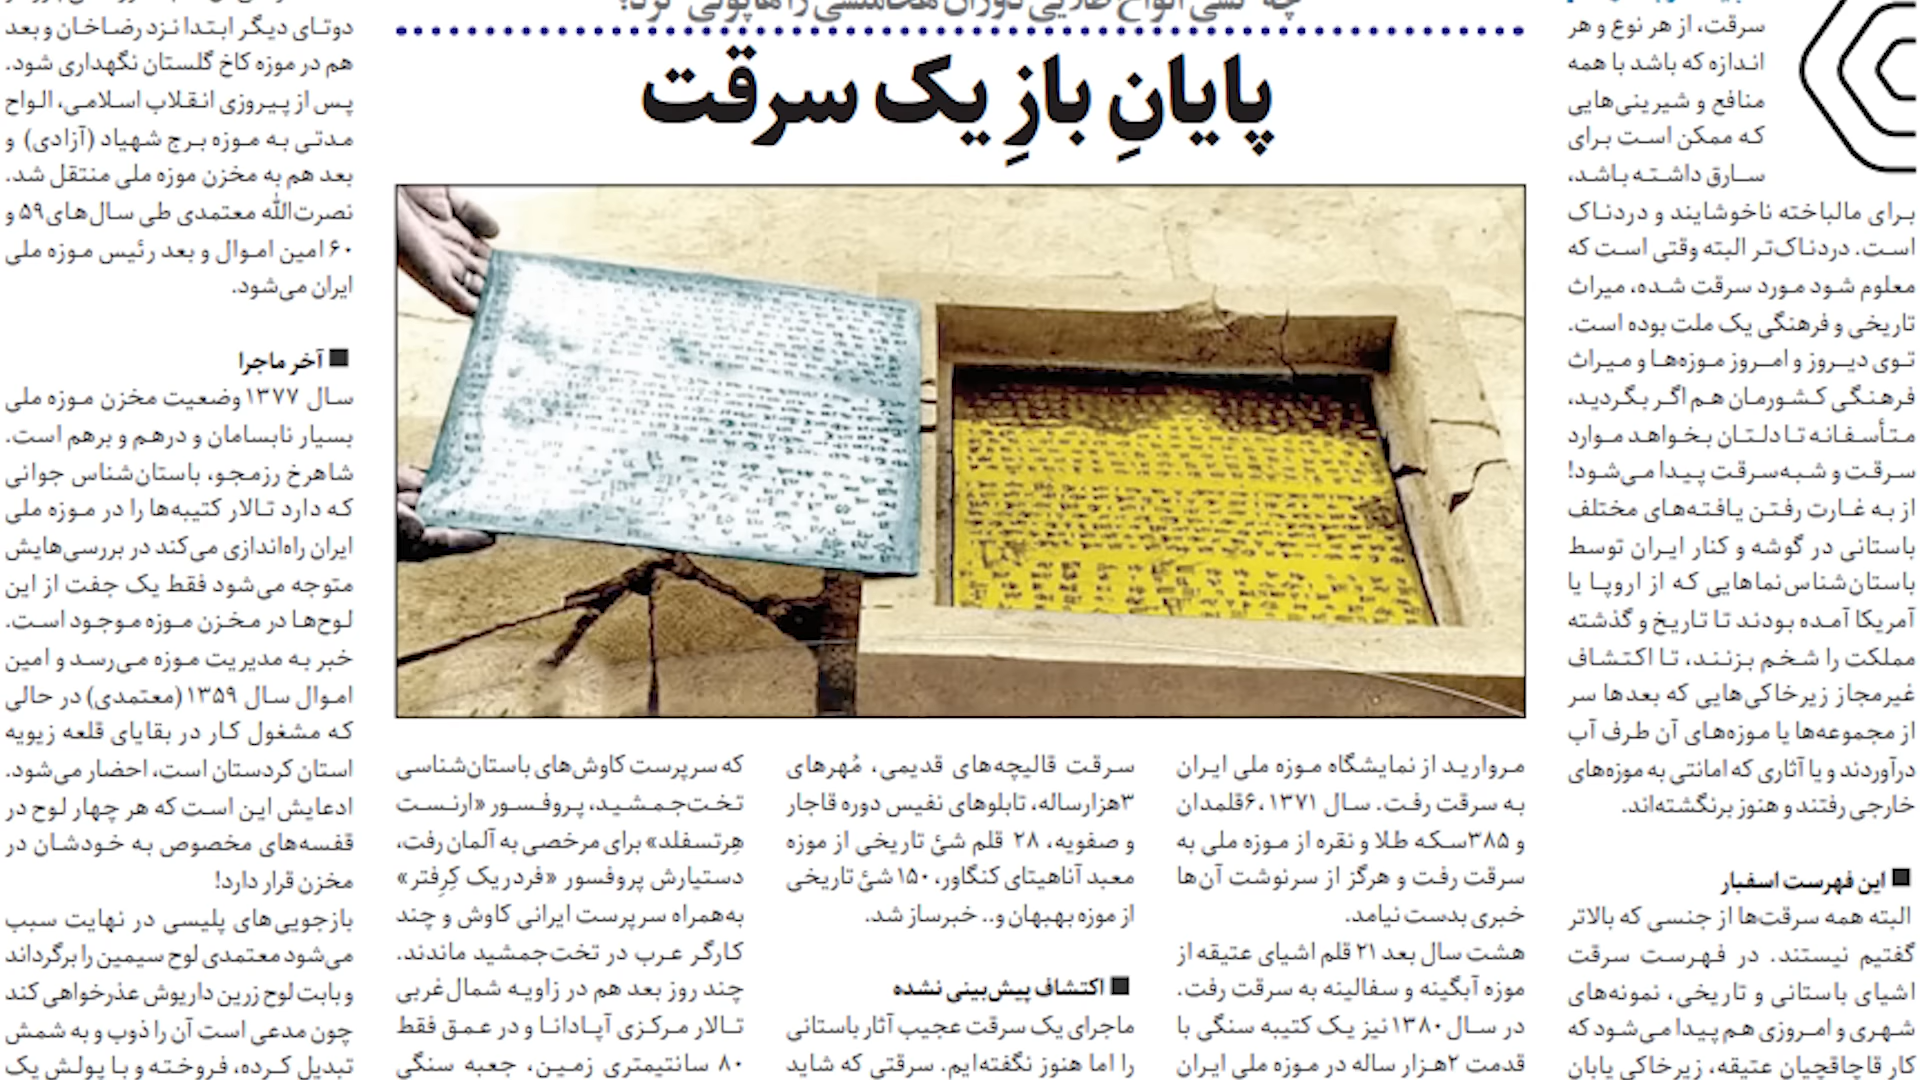 چه کسی الواح طلایی دوران هخامنشی را هاپولی کرد؟
پایانِ بازِ یک سرقت
سرقت، از هر نوع و هر
اندازه که باشد با همه
منافع و شیرینی‌هایی
که ممکن است برای
سارق داشته باشد،
برای مالباخته ناخوشایند و دردناک
است. دردناک‌تر البته وقتی است که
معلوم شود مورد سرقت شده، میراث
تاریخی و فرهنگی یک ملت بوده است.
توی دیروز و امروز موزه‌ها و میراث
فرهنگی کشورمان هم اگر بگردید،
متأسفانه تا دلتان بخواهد موارد
سرقت و شبه‌سرقت پیدا می‌شود!
از به غارت رفتن یافته‌های مختلف
باستانی در گوشه و کنار ایران توسط
باستان‌شناس‌نماهایی که از اروپا یا
آمریکا آمده بودند تا تاریخ و گذشته
مملکت را شخم بزنند، تا اکتشاف
غیرمجاز زیرخاکی‌هایی که بعدها سر
از مجموعه‌ها یا موزه‌های آن طرف آب
درآوردند و یا آثاری که امانتی به موزه‌های
خارجی رفتند و هنوز برنگشته‌اند.
■ این فهرست اسفبار
البته همه سرقت‌ها از جنسی که بالاتر
گفتیم نیستند. در فهرست سرقت
اشیای باستانی و تاریخی، نمونه‌های
شهری و امروزی هم پیدا می‌شود که
کار قاچاقچیان عتیقه، زیرخاکی یابان
مروارید از نمایشگاه موزه ملی ایران
به سرقت رفت. سال ۱۳۷۱، ۶قلمدان
و ۳۸۵سکه طلا و نقره از موزه ملی به
سرقت رفت و هرگز از سرنوشت آن‌ها
خبری بدست نیامد.
هشت سال بعد ۲۱ قلم اشیای عتیقه از
موزه آبگینه و سفالینه به سرقت رفت.
در سال۱۳۸۰ نیز یک کتیبه سنگی با
قدمت ۲هزار ساله در موزه ملی ایران
سرقت قالیچه‌های قدیمی، مُهرهای
۳هزارساله، تابلوهای نفیس دوره قاجار
و صفویه، ۲۸ قلم شئ تاریخی از موزه
معبد آناهیتای کنگاور، ۱۵۰شئ تاریخی
از موزه بهبهان و.. خبرساز شد.
■ اکتشاف پیش‌بینی نشده
ماجرای یک سرقت عجیب آثار باستانی
را اما هنوز نگفته‌ایم. سرقتی که شاید
که سرپرست کاوش‌های باستان‌شناسی
تخت‌جمشید، پروفسور «ارنست
هِرتسفلد» برای مرخصی به آلمان رفت،
دستیارش پروفسور «فردریک کِرِفتر»
به‌همراه سرپرست ایرانی کاوش و چند
کارگر عرب در تخت‌جمشید ماندند.
چند روز بعد هم در زاویه شمال‌غربی
تالار مرکزی آپادانا و در عمق فقط
۸۰ سانتیمتری زمین، جعبه سنگی
دوتای دیگر ابتدا نزد رضاخان و بعد
هم در موزه کاخ گلستان نگهداری شود.
پس از پیروزی انقلاب اسلامی، الواح
مدتی به موزه برج شهیاد (آزادی) و
بعد هم به مخزن موزه ملی منتقل شد.
نصرت‌الله معتمدی طی سال‌های۵۹ و
۶۰ امین اموال و بعد رئیس موزه ملی
ایران می‌شود.
■ آخر ماجرا
سال ۱۳۷۷ وضعیت مخزن موزه ملی
بسیار نابسامان و درهم و برهم است.
شاهرخ رزمجو، باستان‌شناس جوانی
که دارد تالار کتیبه‌ها را در موزه ملی
ایران راه‌اندازی می‌کند در بررسی‌هایش
متوجه می‌شود فقط یک جفت از این
لوح‌ها در مخزن موزه موجود است.
خبر به مدیریت موزه می‌رسد و امین
اموال سال ۱۳۵۹ (معتمدی) در حالی
که مشغول کار در بقایای قلعه زیویه
استان کردستان است، احضار می‌شود.
ادعایش این است که هر چهار لوح در
قفسه‌های مخصوص به خودشان در
مخزن قرار دارد!
بازجویی‌های پلیسی در نهایت سبب
می‌شود معتمدی لوح سیمین را برگرداند
و بابت لوح زرین داریوش عذرخواهی کند
چون مدعی است آن را ذوب و به شمش
تبدیل کرده، فروخته و با پولش یک